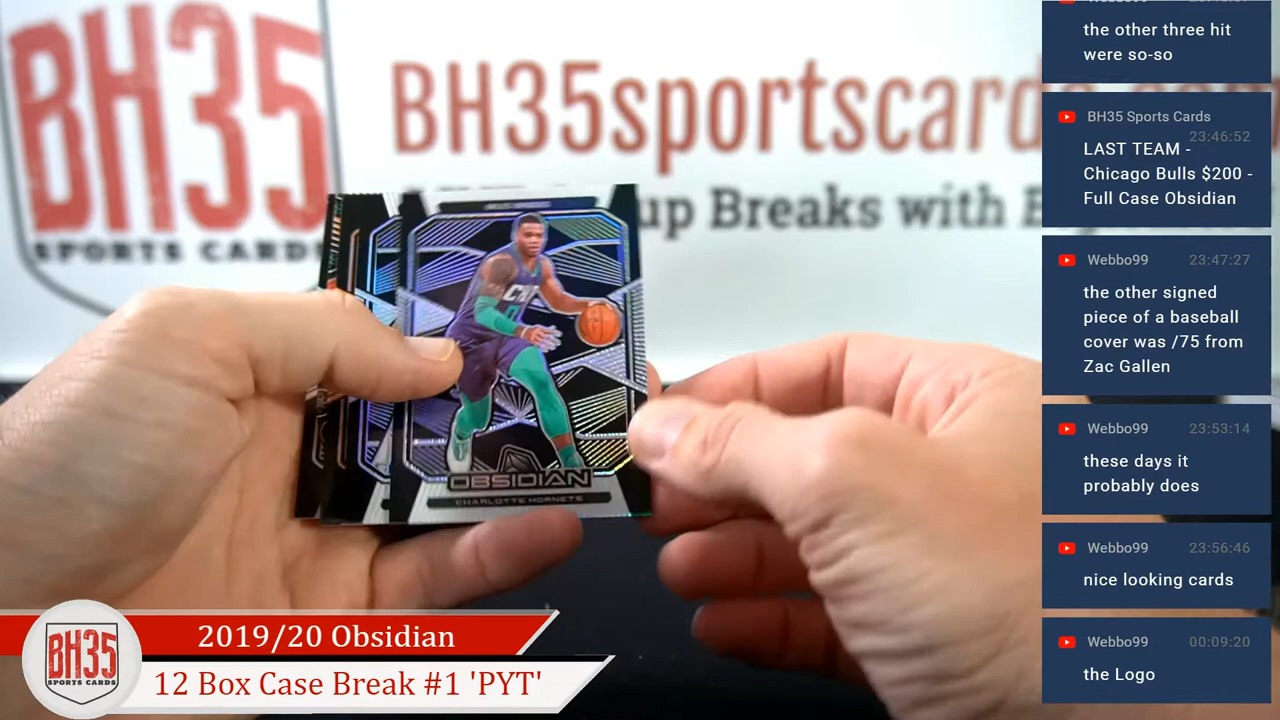 BH35
SPORTS CARDS
BH35sportscard
up Breaks with
CHA
OBSIDIAN
CHARLOTTE HORNETS
2019/20 Obsidian
12 Box Case Break #1 'PYT'
BH35
SPORTS CARDS
the other three hit
were so-so
BH35 Sports Cards
23:46:52
LAST TEAM -
Chicago Bulls $200 -
Full Case Obsidian
Webbo99 23:47:27
the other signed
piece of a baseball
cover was /75 from
Zac Gallen
Webbo99 23:53:14
these days it
probably does
Webbo99 23:56:46
nice looking cards
Webbo99 00:09:20
the Logo